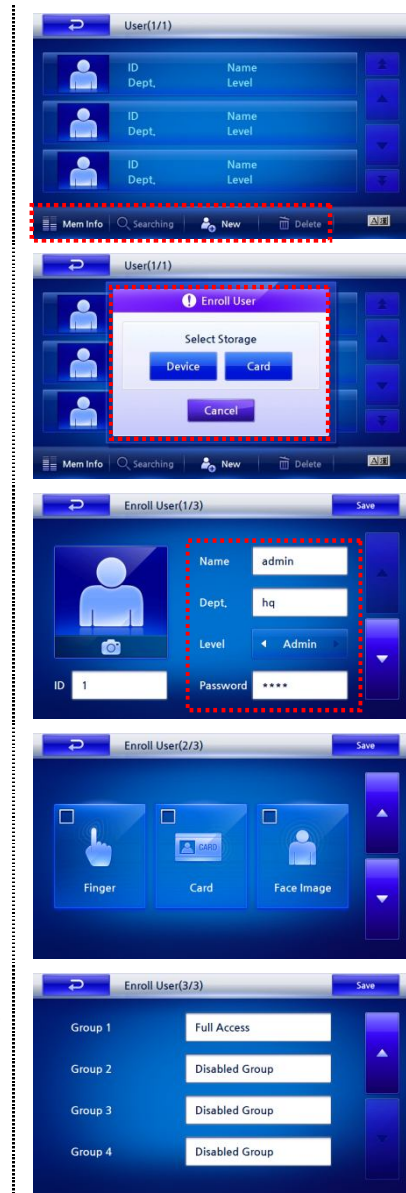 User(1/1)
ID Name
Dept. Level
ID Name
Dept. Level
ID Name
Dept. Level
Mem Info Searching New Delete
User(1/1)
Enroll User
Select Storage
Device Card
Cancel
Mem Info Searching New Delete
Enroll User(1/3) Save
Name admin
Dept. hq
Level Admin
ID 1 Password ****
Enroll User(2/3) Save
CARD
Finger Card Face Image
Enroll User(3/3) Save
Group 1 Full Access
Group 2 Disabled Group
Group 3 Disabled Group
Group 4 Disabled Group